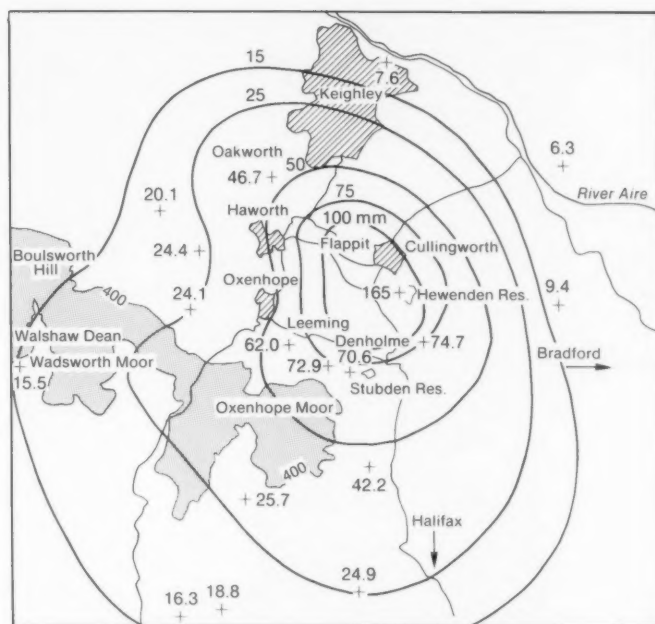 15
7.6
Keighley
25
6.3
Oakworth
50
46.7
River Aire
75
20.1
Haworth
100 mm
Flappit
Cullingworth
24.4
Boulsworth
Hill
400
Oxenhope
165
Hewenden Res.
9.4
24.1
Leeming
Walshaw Dean
62.0
Denholme
74.7
Wadsworth Moor
70.6
Bradford
72.9
15.5
Stubden Res.
Oxenhope Moor
400
42.2
25.7
Halifax
24.9
16.3
18.8